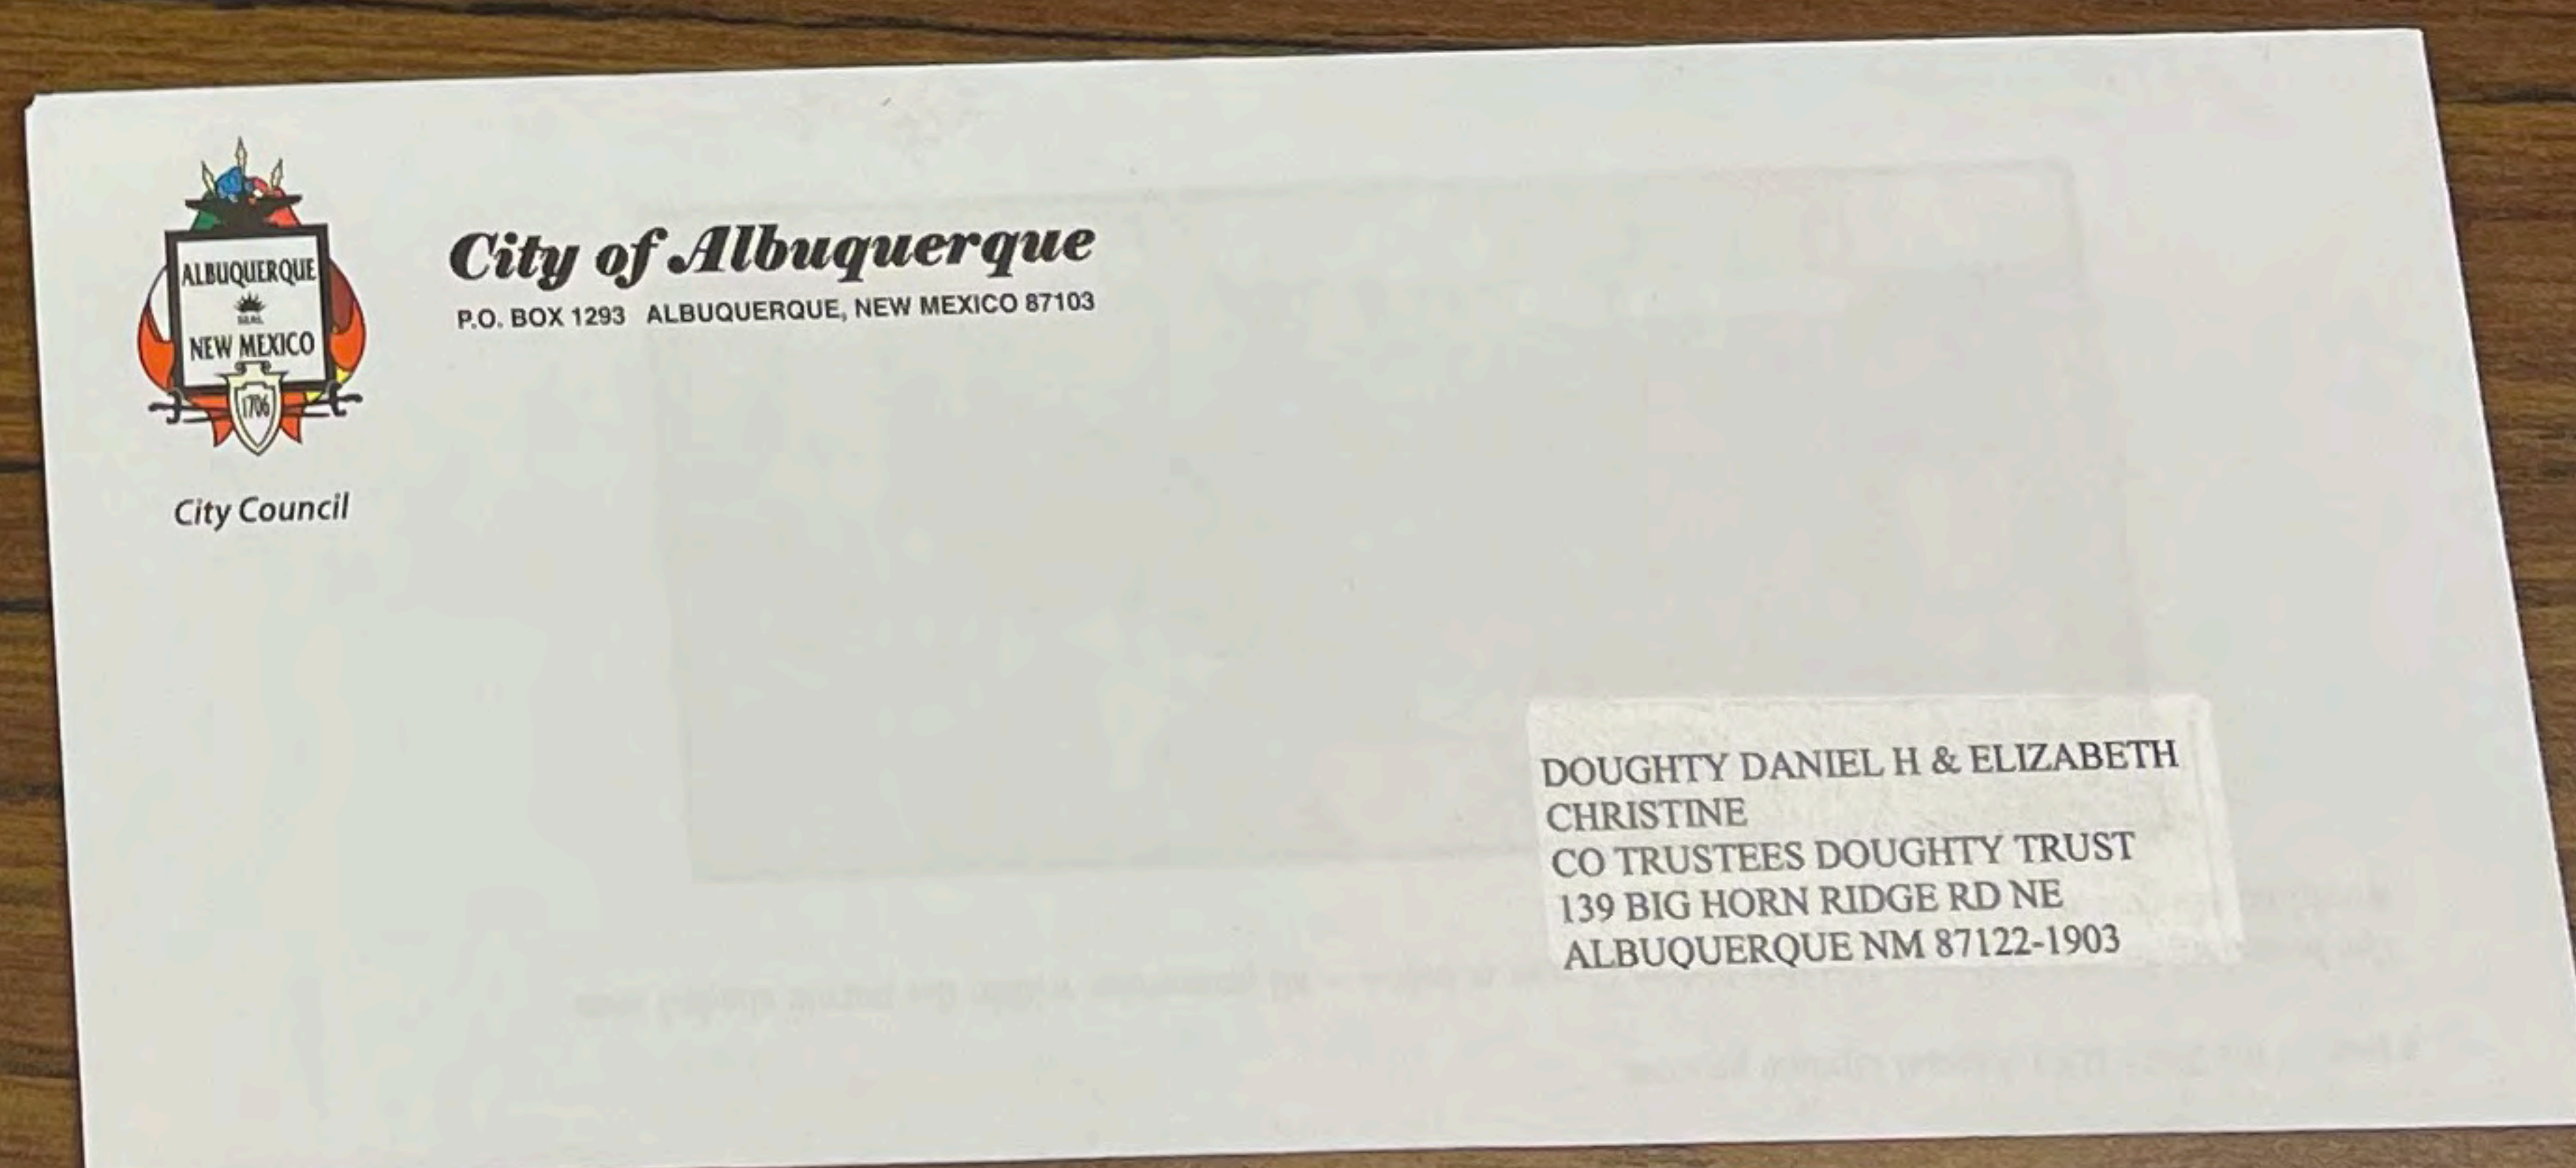 ALBUQUERQUE
SEAL
NEW MEXICO
1706
City Council
City of Albuquerque
P.O. BOX 1293 ALBUQUERQUE, NEW MEXICO 87103
DOUGHTY DANIEL H & ELIZABETH
CHRISTINE
CO TRUSTEES DOUGHTY TRUST
139 BIG HORN RIDGE RD NE
ALBUQUERQUE NM 87122-1903